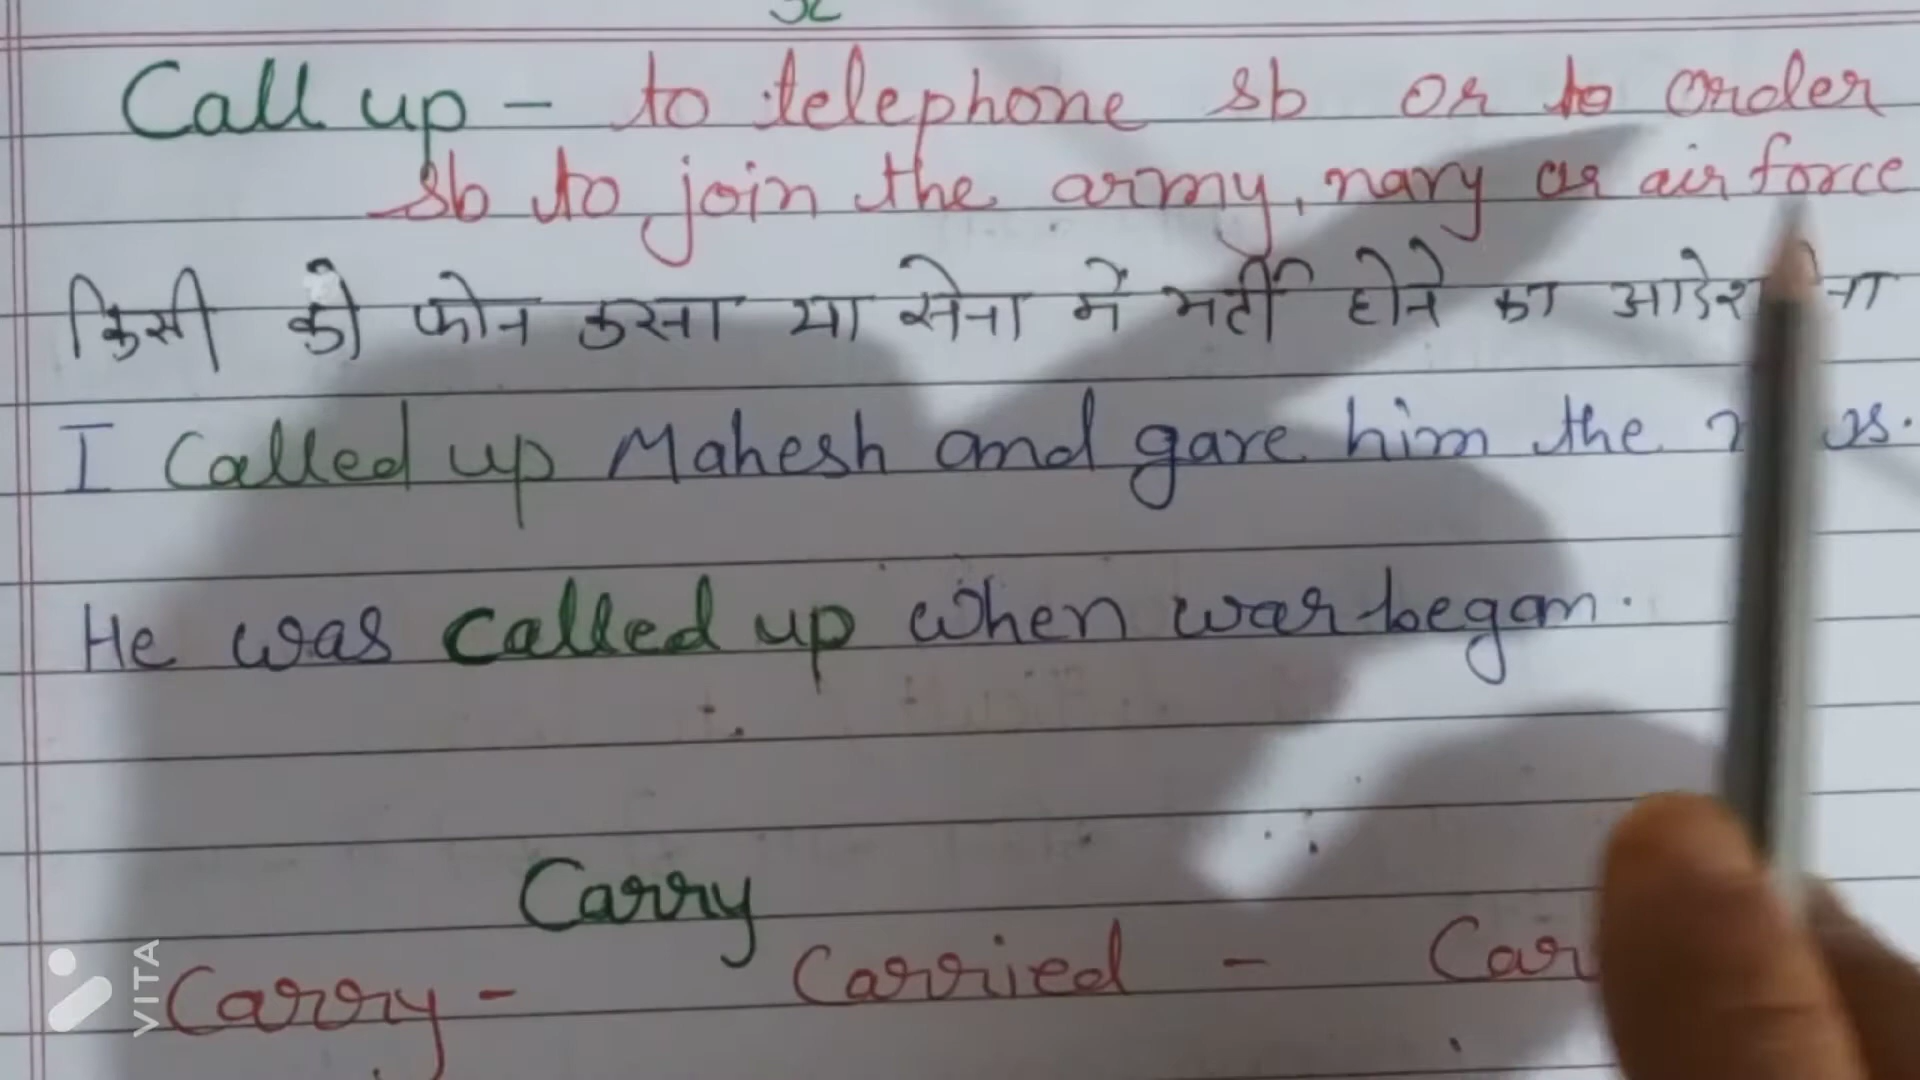 Call up - to telephone sb or to order
sb to join the army, navy or air force
किसी को फोन करना या सेना में भर्ती होने का
I Called up Mahesh and gave him the
He was called up when war began.
Carry
Carry - Carried -
VITA